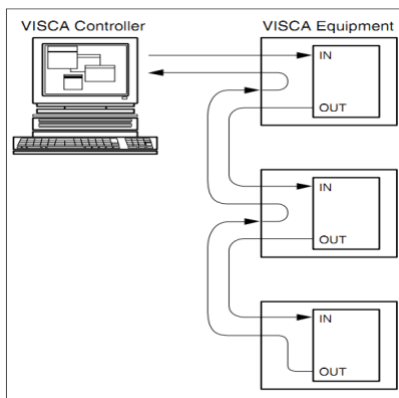 VISCA Controller
VISCA Equipment
IN
OUT
IN
OUT
IN
OUT